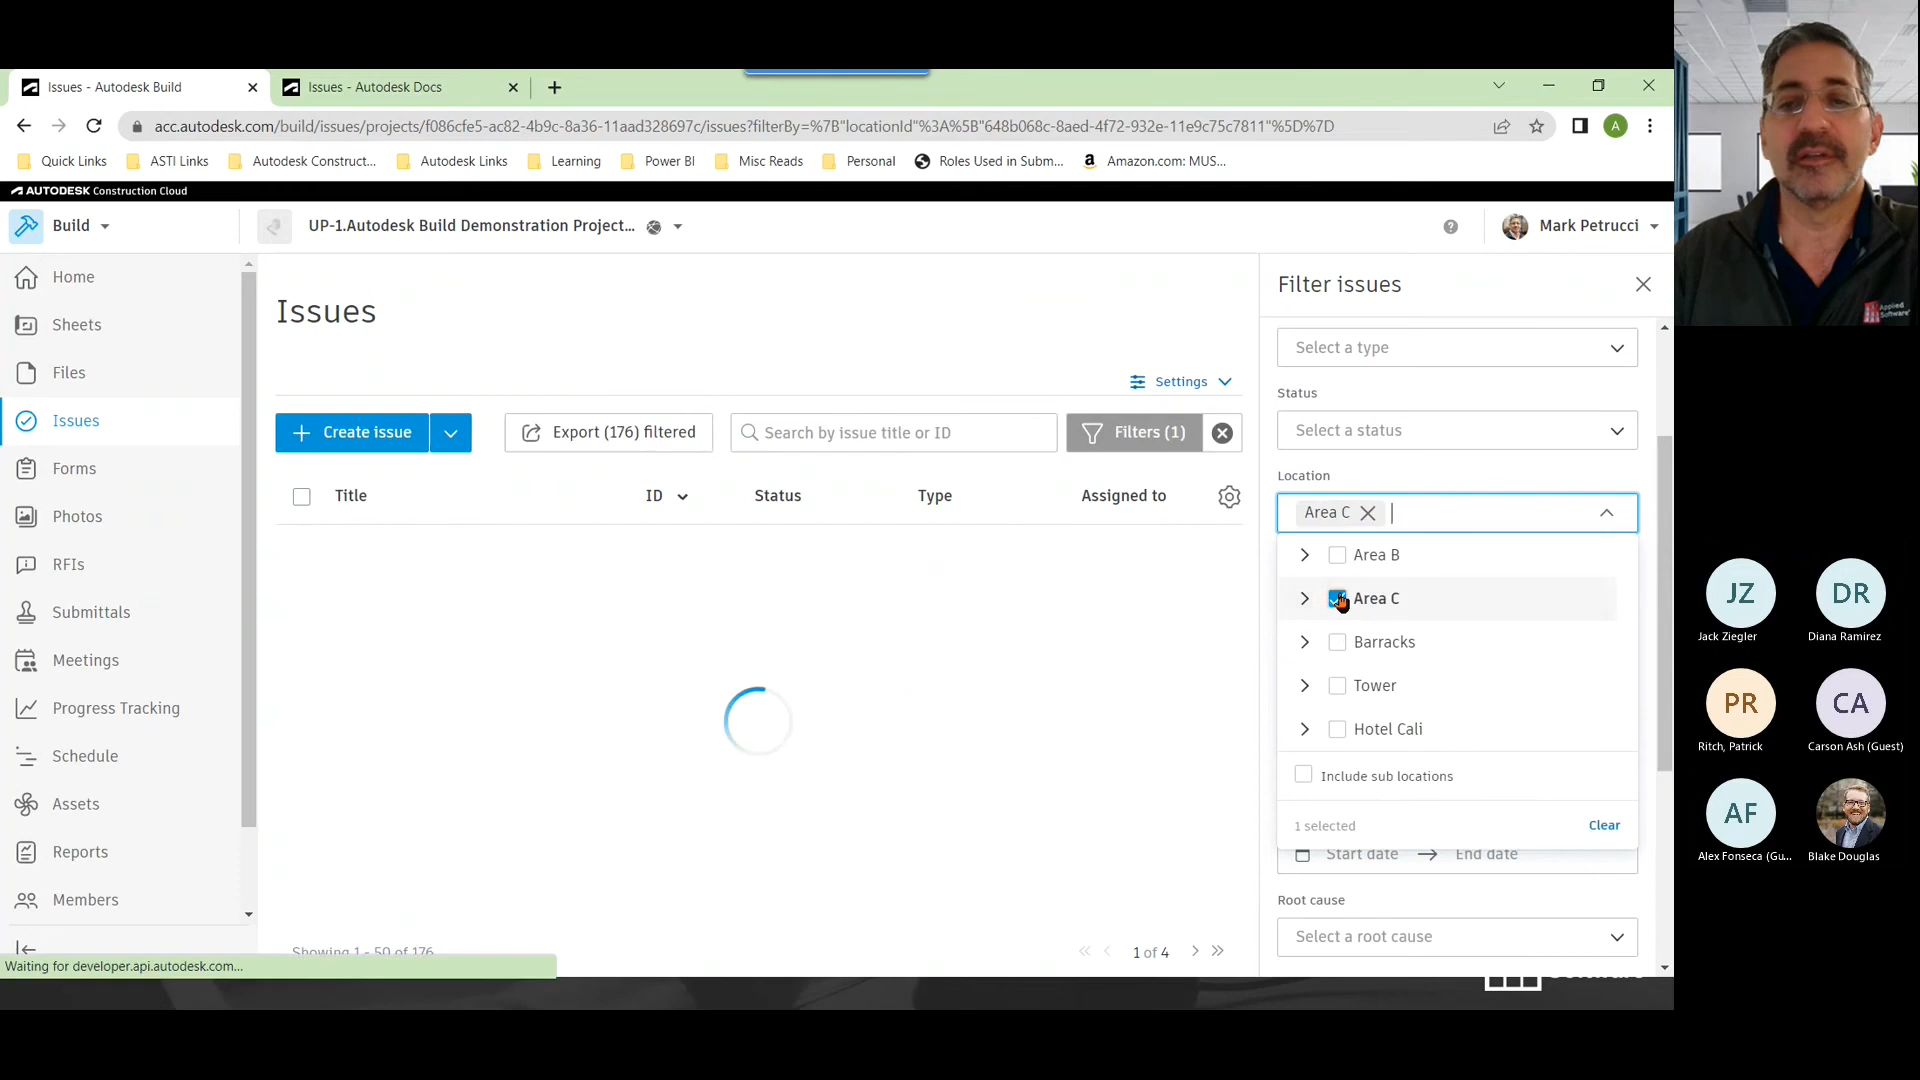 Issues - Autodesk Build
Issues - Autodesk Docs
acc.autodesk.com/build/issues/projects/f086cfe5-ac82-4b9c-8a36-11aad328697c/issues?filterBy=%7B"locationId"%3A%5B"648b068c-8aed-4f72-932e-11e9c75c7811"%5D%7D
A
Quick Links
ASTI Links
Autodesk Construct...
Autodesk Links
Learning
Power BI
Misc Reads
Personal
Roles Used in Subm...
Amazon.com: MUS...
AUTODESK Construction Cloud
Build
UP-1.Autodesk Build Demonstration Project...
Mark Petrucci
Home
Sheets
Files
Issues
Forms
Photos
RFIs
Submittals
Meetings
Progress Tracking
Schedule
Assets
Reports
Members
Issues
Settings
Create issue
Export (176) filtered
Search by issue title or ID
Filters (1)
Title
ID
Status
Type
Assigned to
Showing 1 - 50 of 176
1 of 4
Waiting for developer.api.autodesk.com...
Filter issues
Select a type
Status
Select a status
Location
Area C
Area B
Area C
Barracks
Tower
Hotel Cali
Include sub locations
1 selected
Clear
Start date
End date
Root cause
Select a root cause
Applied
Software
JZ
Jack Ziegler
DR
Diana Ramirez
PR
Ritch, Patrick
CA
Carson Ash (Guest)
AF
Alex Fonseca (Gu...
Blake Douglas